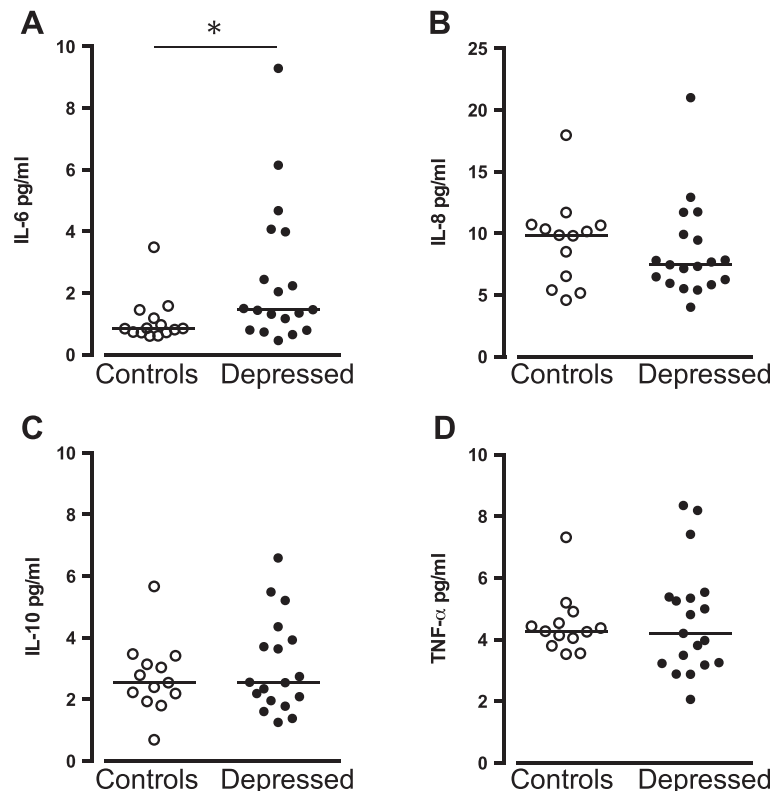 A
*
IL-6 pg/ml
10
8
6
4
2
0
Controls Depressed
B
IL-8 pg/ml
25
20
15
10
5
0
Controls Depressed
C
IL-10 pg/ml
10
8
6
4
2
0
Controls Depressed
D
TNF-α pg/ml
10
8
6
4
2
0
Controls Depressed